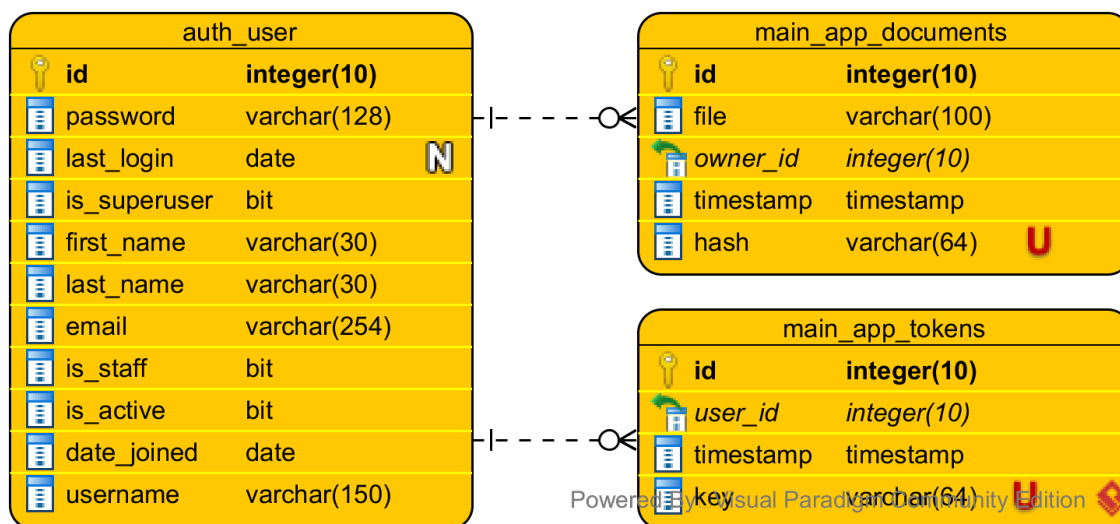 auth_user
id integer(10)
password varchar(128)
last_login date N
is_superuser bit
first_name varchar(30)
last_name varchar(30)
email varchar(254)
is_staff bit
is_active bit
date_joined date
username varchar(150)
main_app_documents
id integer(10)
file varchar(100)
owner_id integer(10)
timestamp timestamp
hash varchar(64) U
main_app_tokens
id integer(10)
user_id integer(10)
timestamp timestamp
key varchar(64) U
Powered By: Visual Paradigm Community Edition